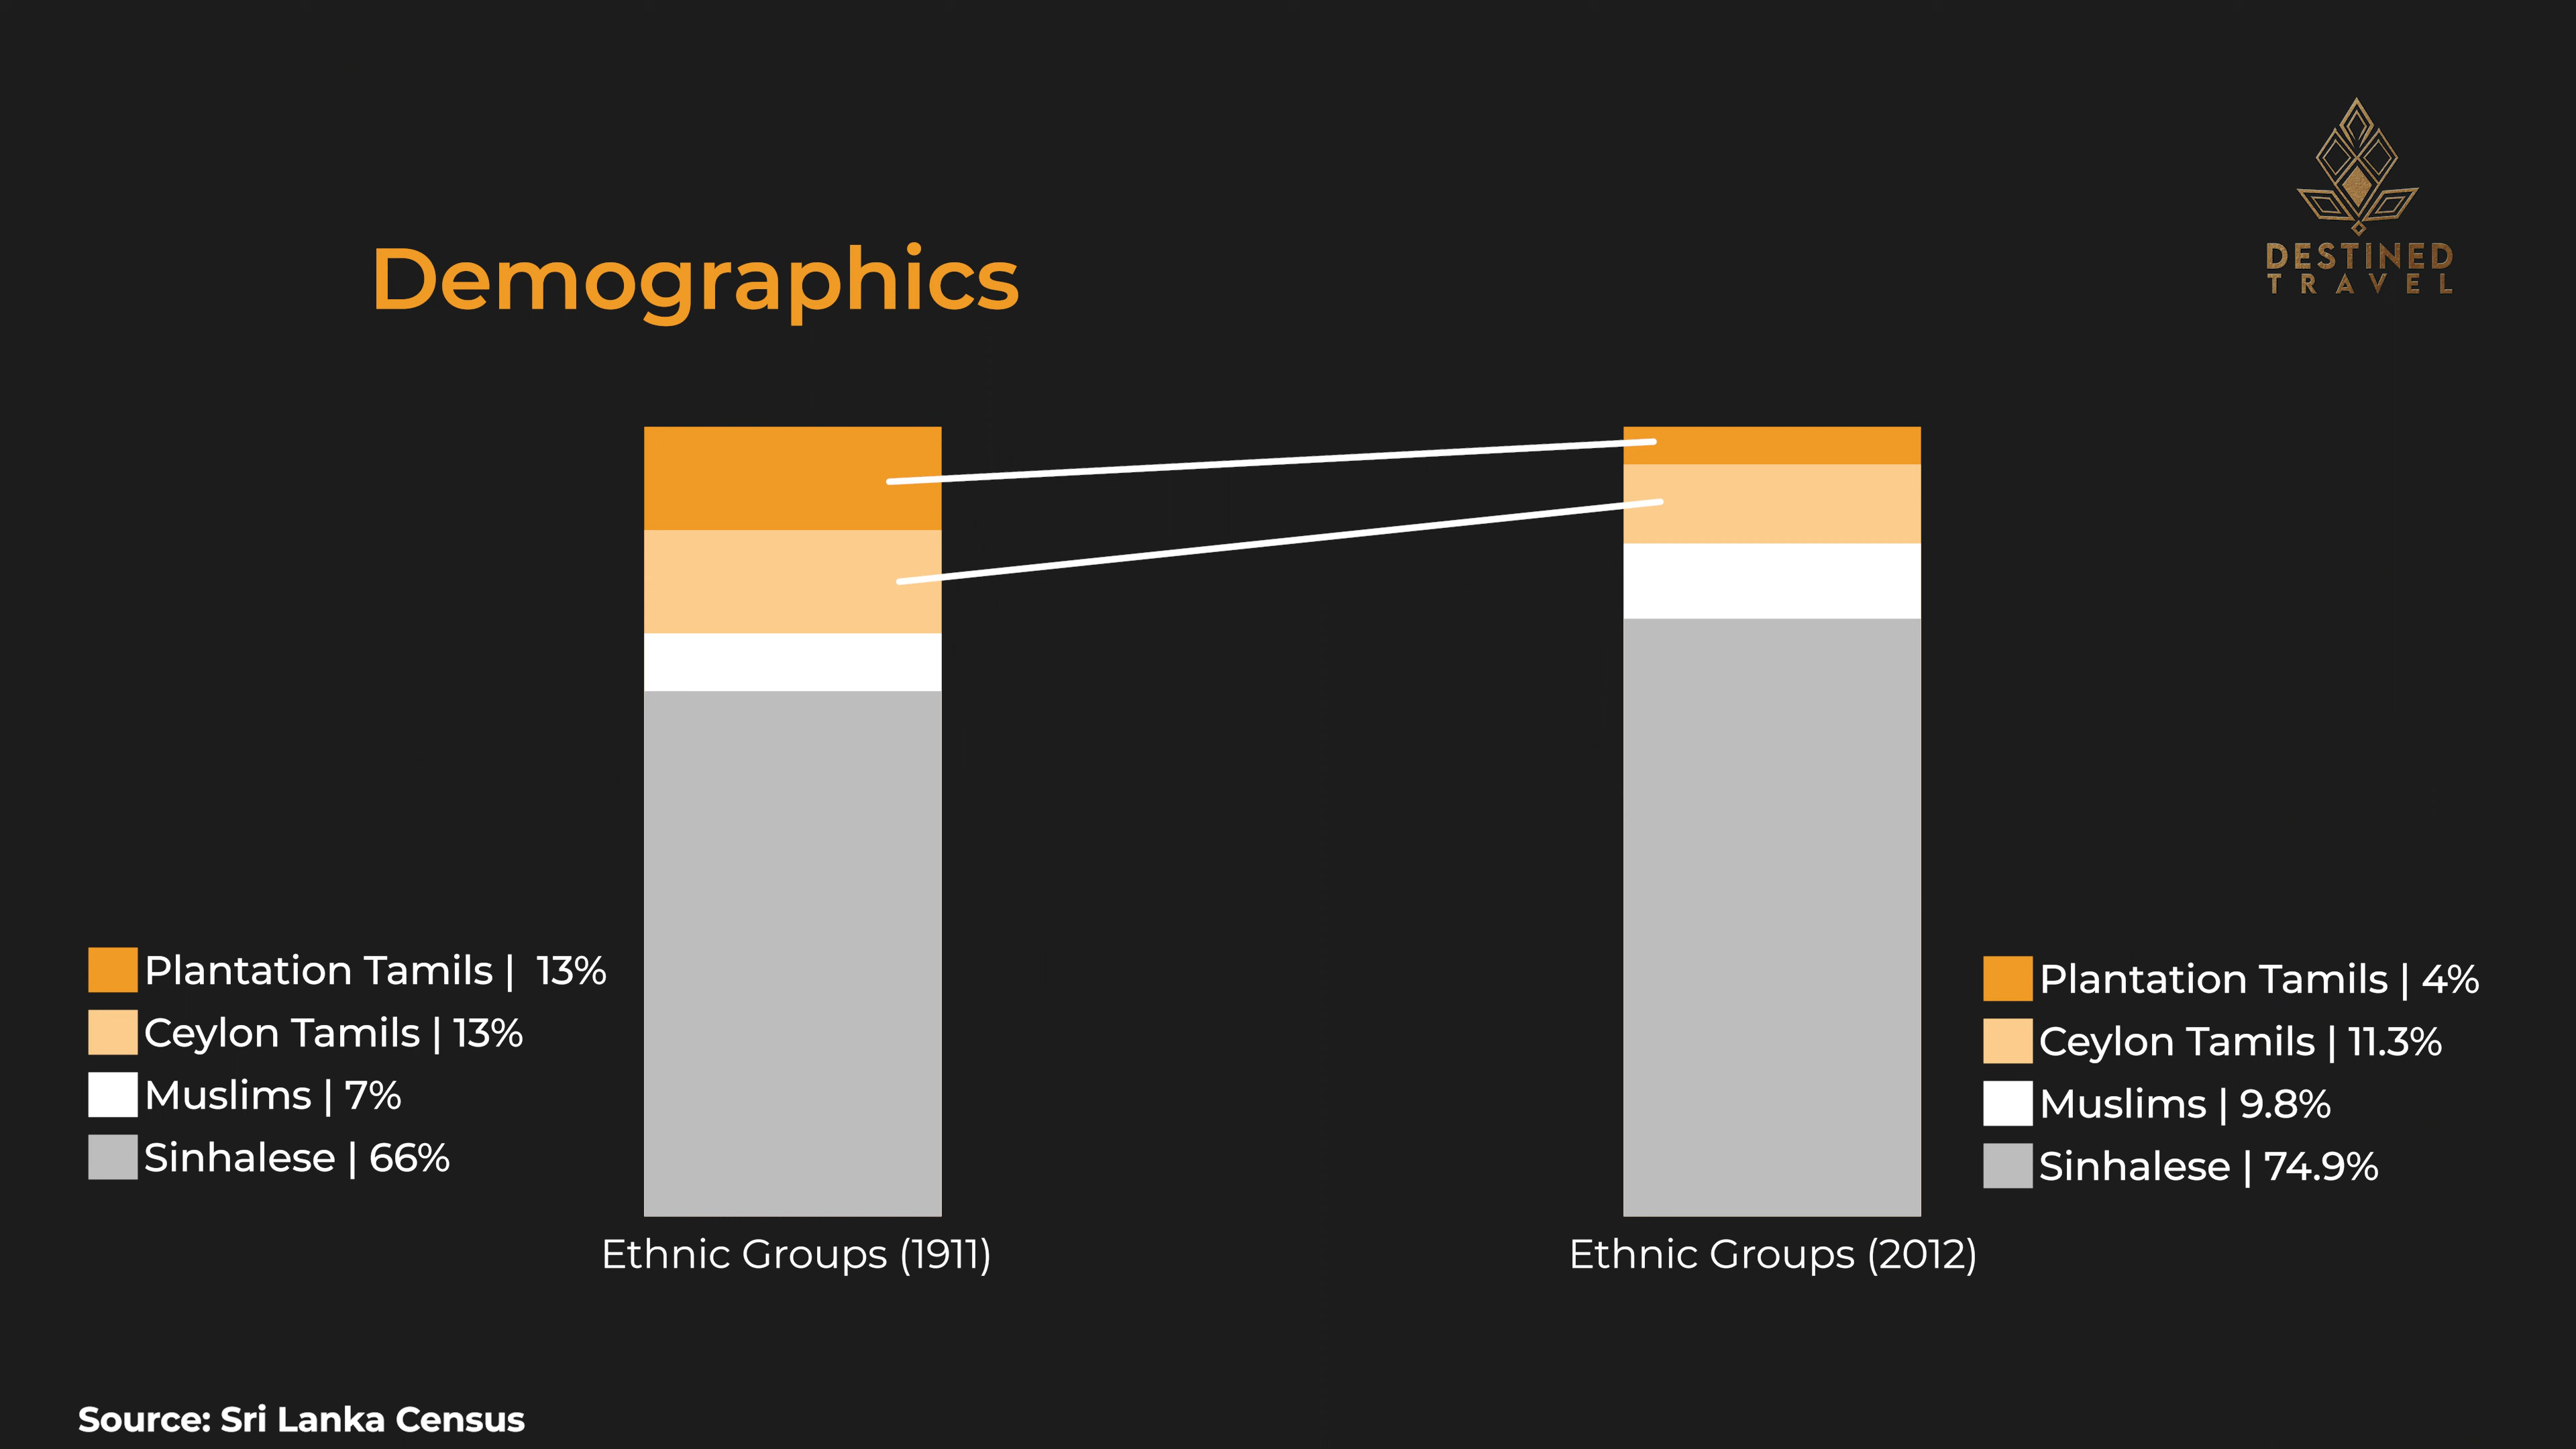 DESTINED
TRAVEL
Demographics
Plantation Tamils | 13%
Ceylon Tamils | 13%
Muslims | 7%
Sinhalese | 66%
Plantation Tamils | 4%
Ceylon Tamils | 11.3%
Muslims | 9.8%
Sinhalese | 74.9%
Ethnic Groups (1911)
Ethnic Groups (2012)
Source: Sri Lanka Census